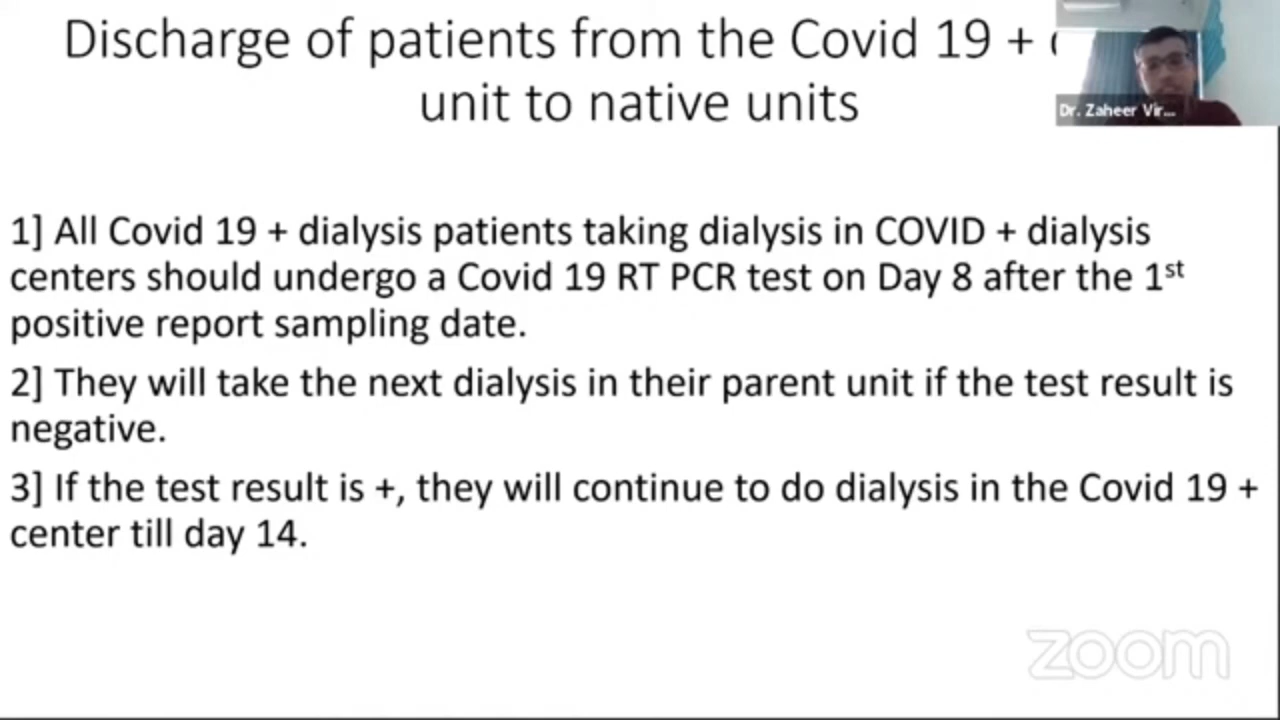 Discharge of patients from the Covid 19 +
unit to native units
Dr. Zaheer Vir...
1] All Covid 19 + dialysis patients taking dialysis in COVID + dialysis
centers should undergo a Covid 19 RT PCR test on Day 8 after the 1st
positive report sampling date.
2] They will take the next dialysis in their parent unit if the test result is
negative.
3] If the test result is +, they will continue to do dialysis in the Covid 19 +
center till day 14.
zoom